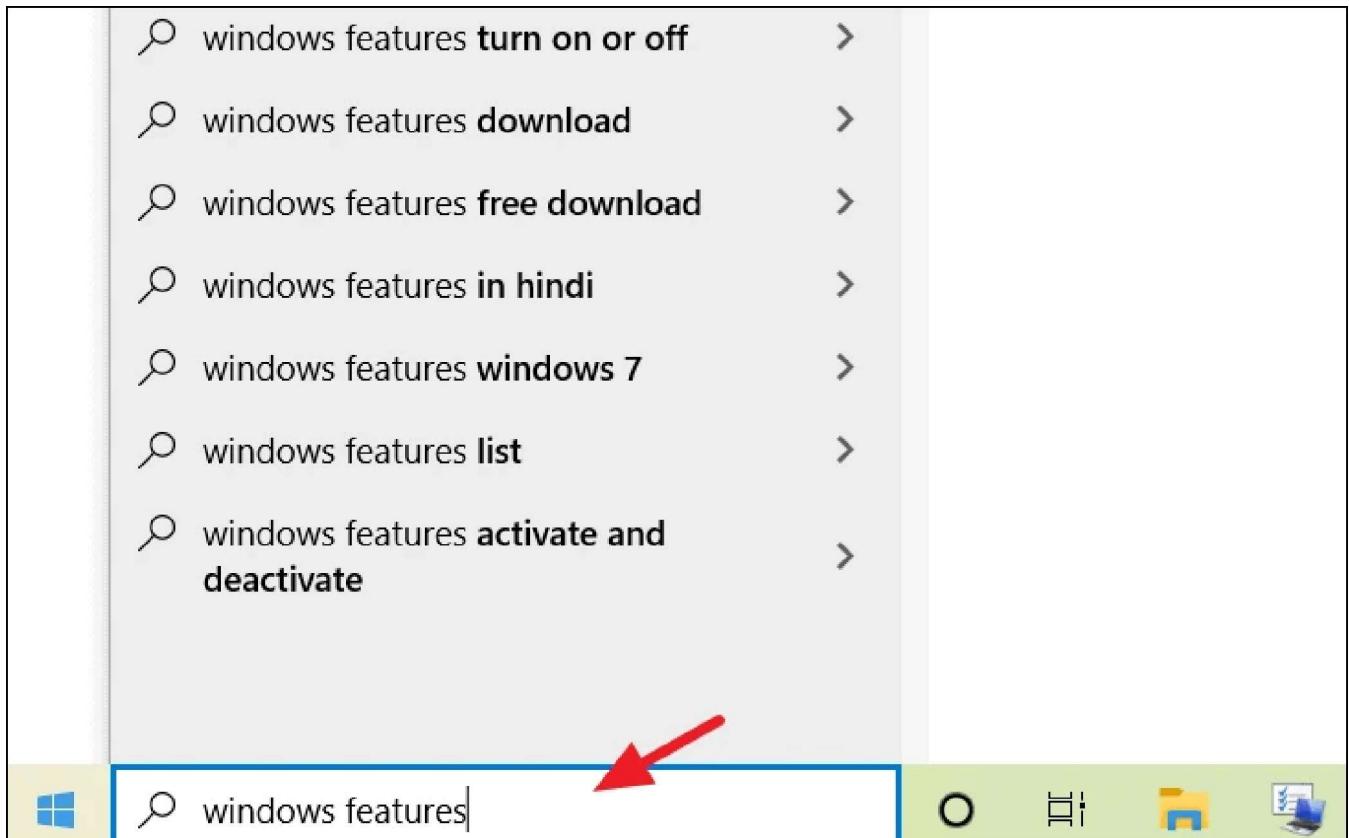 windows features turn on or off
windows features download
windows features free download
windows features in hindi
windows features windows 7
windows features list
windows features activate and
deactivate
windows features